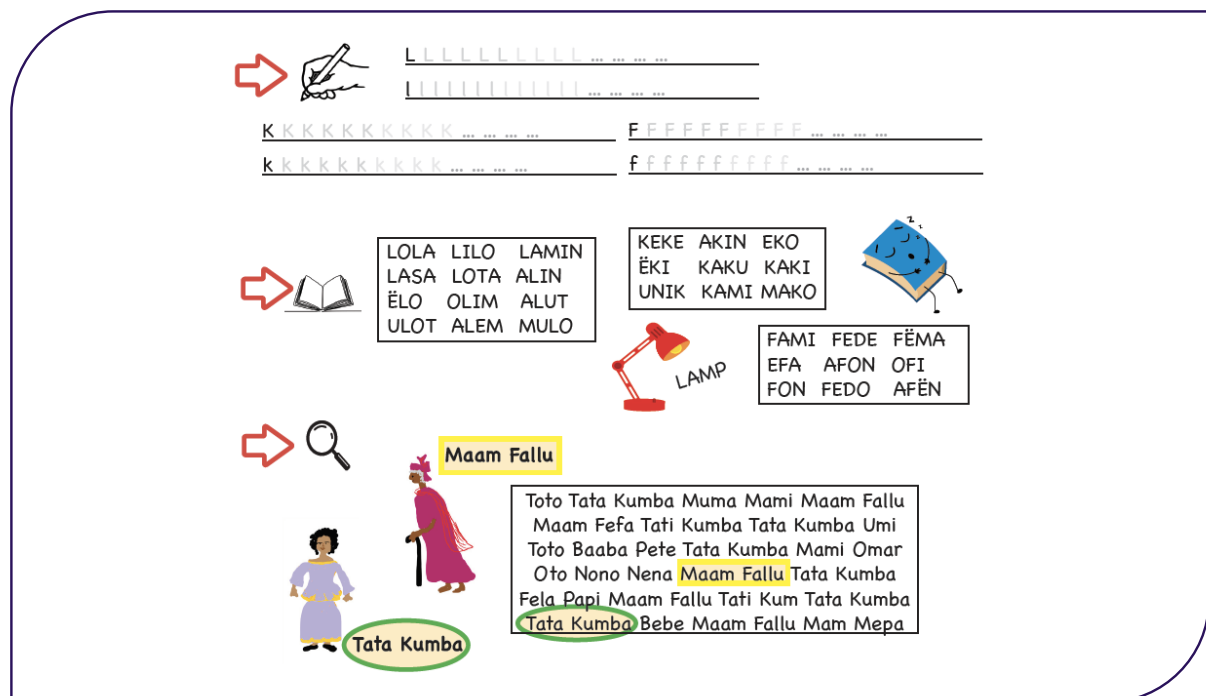 L L L L L L L L L L ... ... ... ...
l l l l l l l l l l l l l ... ... ... ...
K K K K K K K K K K ... ... ... ...
k k k k k k k k k k ... ... ... ...
F F F F F F F F F F ... ... ... ...
f f f f f f f f f f ... ... ... ...
LOLA LILO LAMIN
LASA LOTA ALIN
ËLO OLIM ALUT
ULOT ALEM MULO
KEKE AKIN EKO
ËKI KAKU KAKI
UNIK KAMI MAKO
z z z
LAMP
FAMI FEDE FËMA
EFA AFON OFI
FON FEDO AFËN
Maam Fallu
Tata Kumba
Toto Tata Kumba Muma Mami Maam Fallu
Maam Fefa Tati Kumba Tata Kumba Umi
Toto Baaba Pete Tata Kumba Mami Omar
Oto Nono Nena Maam Fallu Tata Kumba
Fela Papi Maam Fallu Tati Kum Tata Kumba
Tata Kumba Bebe Maam Fallu Mam Mepa